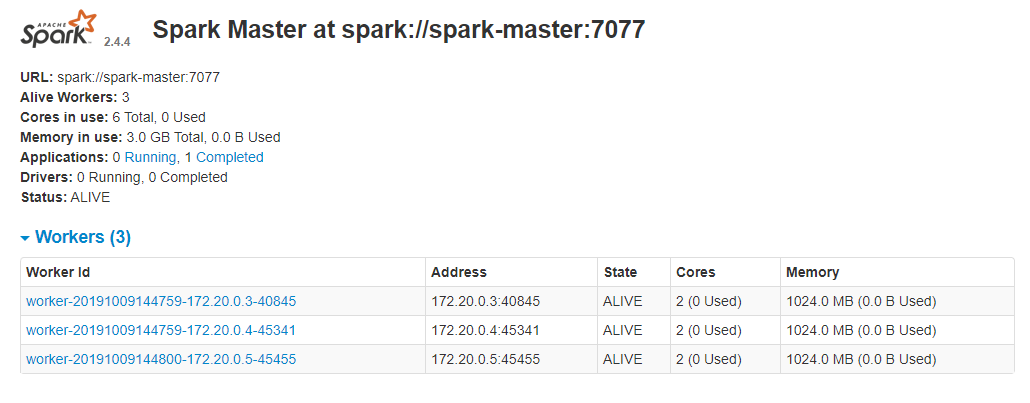 APACHE
Spark 2.4.4 Spark Master at spark://spark-master:7077
URL: spark://spark-master:7077
Alive Workers: 3
Cores in use: 6 Total, 0 Used
Memory in use: 3.0 GB Total, 0.0 B Used
Applications: 0 Running, 1 Completed
Drivers: 0 Running, 0 Completed
Status: ALIVE
Workers (3)
Worker Id Address State Cores Memory
worker-20191009144759-172.20.0.3-40845 172.20.0.3:40845 ALIVE 2 (0 Used) 1024.0 MB (0.0 B Used)
worker-20191009144759-172.20.0.4-45341 172.20.0.4:45341 ALIVE 2 (0 Used) 1024.0 MB (0.0 B Used)
worker-20191009144800-172.20.0.5-45455 172.20.0.5:45455 ALIVE 2 (0 Used) 1024.0 MB (0.0 B Used)